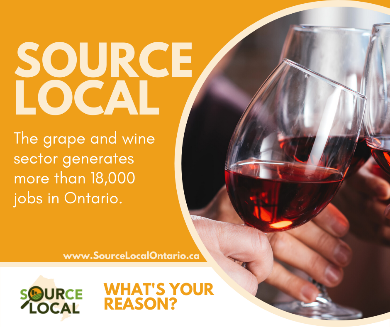 SOURCE
LOCAL
The grape and wine
sector generates
more than 18,000
jobs in Ontario.
www.SourceLocalOntario.ca
SOURCE
LOCAL
WHAT'S YOUR
REASON?